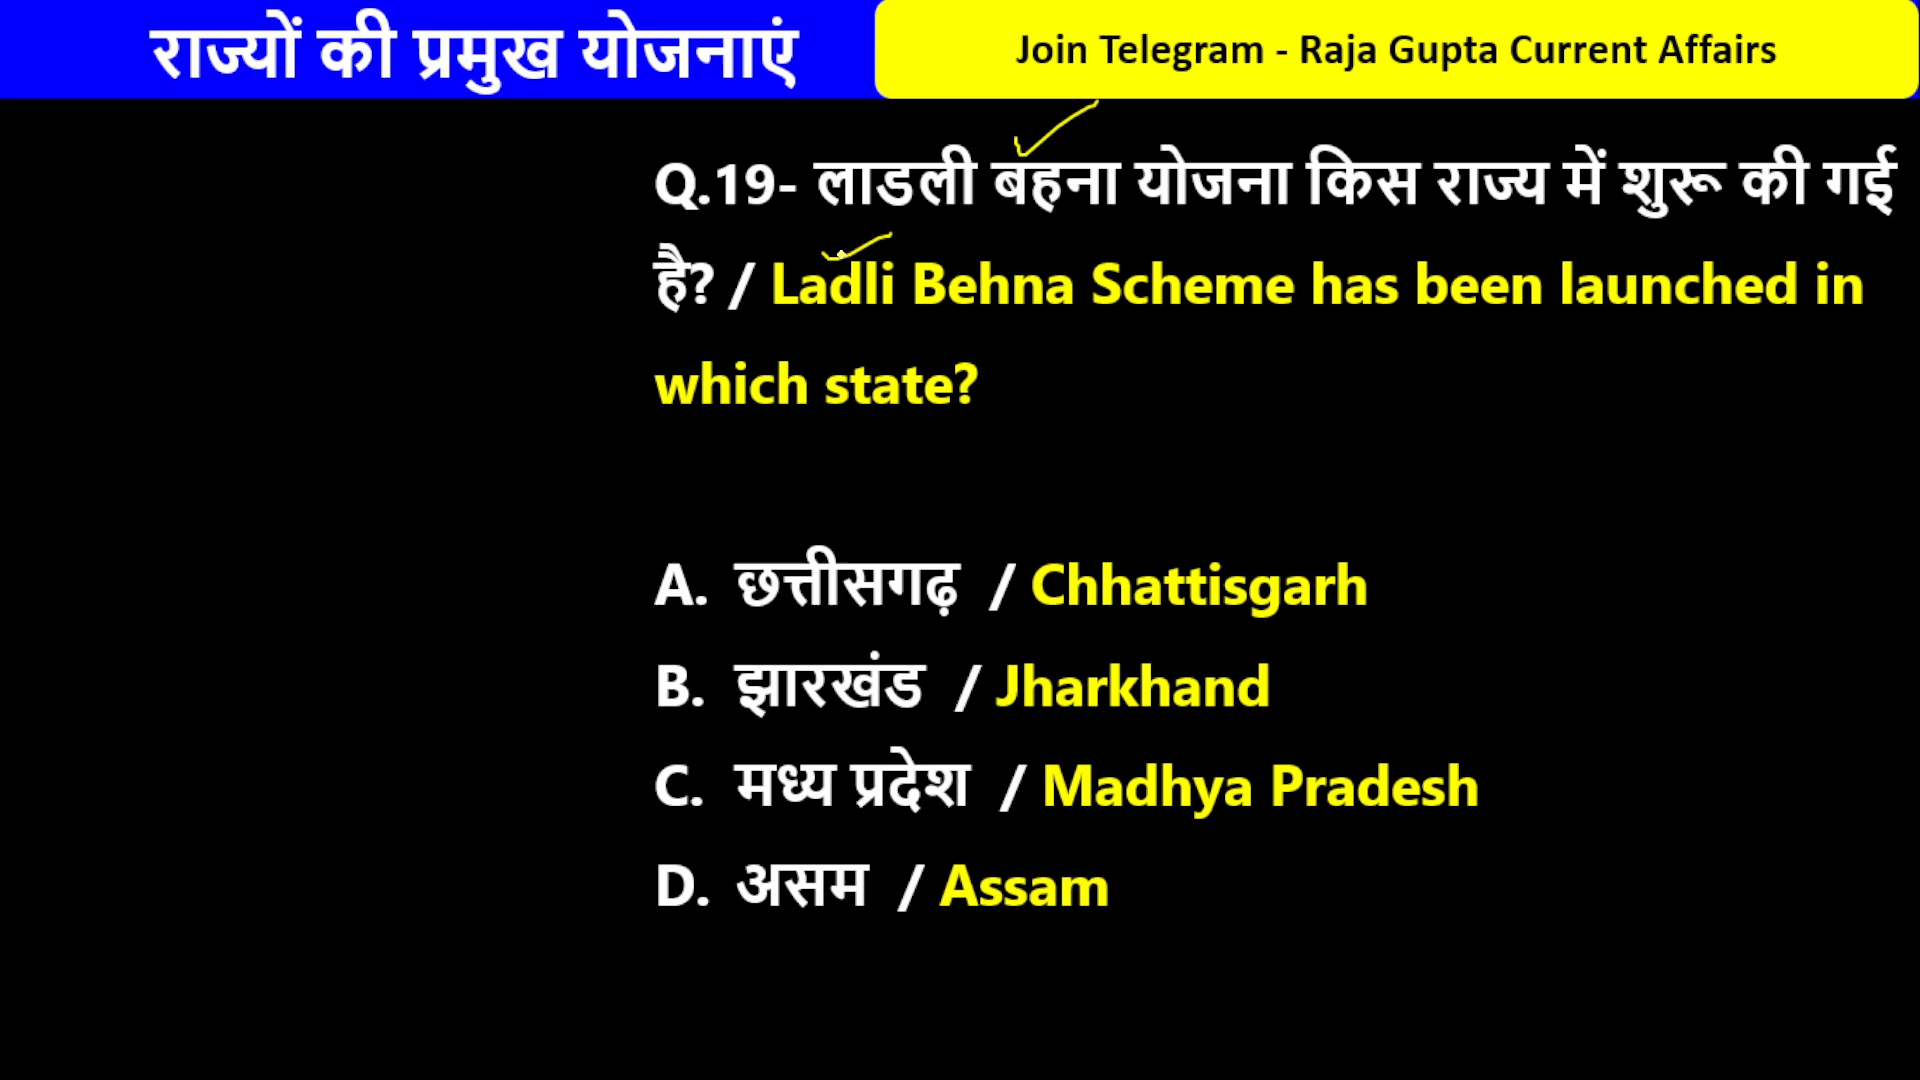 राज्यों की प्रमुख योजनाएं
Join Telegram - Raja Gupta Current Affairs
Q.19- लाडली बहना योजना किस राज्य में शुरू की गई
है? / Ladli Behna Scheme has been launched in
which state?
A. छत्तीसगढ़ / Chhattisgarh
B. झारखंड / Jharkhand
C. मध्य प्रदेश / Madhya Pradesh
D. असम / Assam